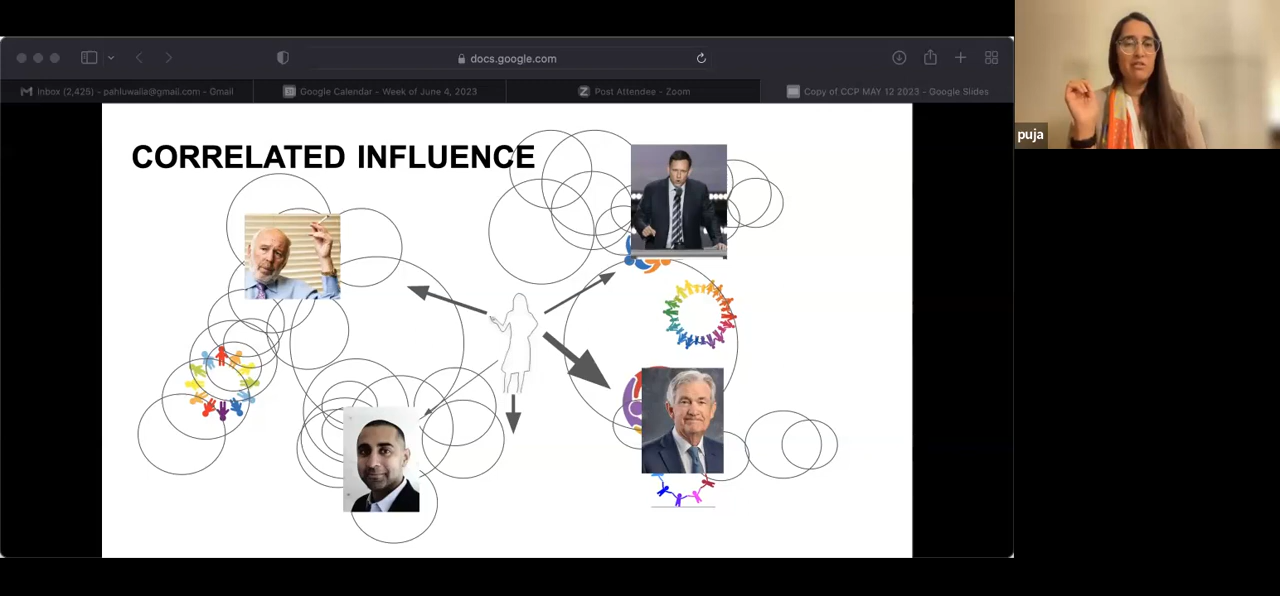 docs.google.com
Inbox (2,425) - pahluwalia@gmail.com - Gmail
Google Calendar - Week of June 4, 2023
Post Attendee - Zoom
Copy of CCP MAY 12 2023 - Google Slides
CORRELATED INFLUENCE
puja